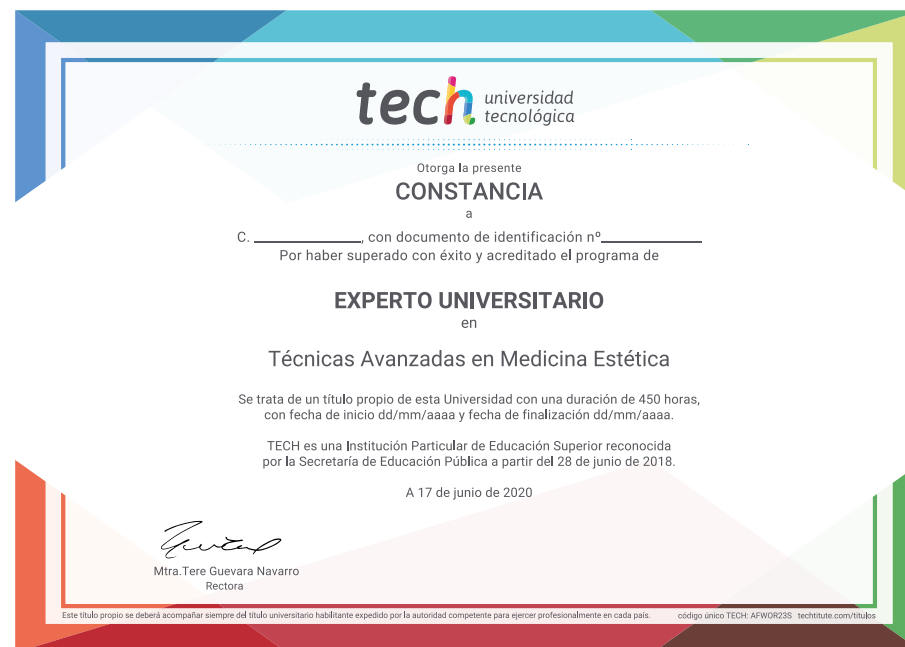 tech universidad
tecnológica
Otorga la presente
CONSTANCIA
a
C. ____________, con documento de identificación nº____________
Por haber superado con éxito y acreditado el programa de
EXPERTO UNIVERSITARIO
en
Técnicas Avanzadas en Medicina Estética
Se trata de un título propio de esta Universidad con una duración de 450 horas,
con fecha de inicio dd/mm/aaaa y fecha de finalización dd/mm/aaaa.
TECH es una Institución Particular de Educación Superior reconocida
por la Secretaría de Educación Pública a partir del 28 de junio de 2018.
A 17 de junio de 2020
Mtra.Tere Guevara Navarro
Rectora
Este título propio se deberá acompañar siempre del título universitario habilitante expedido por la autoridad competente para ejercer profesionalmente en cada país. código único TECH: AFWOR23S techtitute.com/titulos